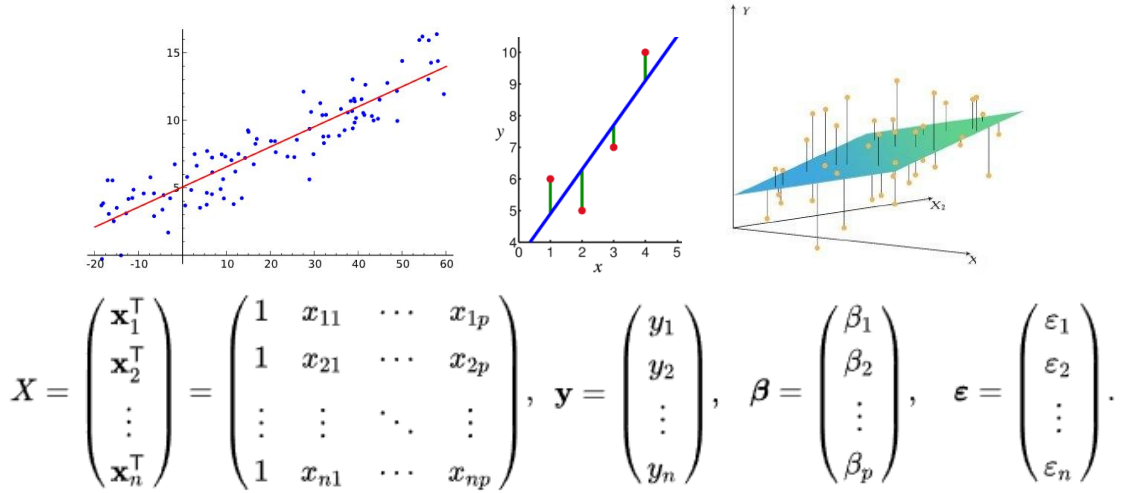 15
10
5
-20 -10 0 10 20 30 40 50 60
10
9
8
7
6
5
4
y
0 1 2 3 4 5
x
Y
X₂
X
X = (𝐱₁ᵀ 𝐱₂ᵀ ⋮ 𝐱ₙᵀ) = (1 x₁₁ ⋯ x₁ₚ
1 x₂₁ ⋯ x₂ₚ
⋮ ⋮ ⋱ ⋮
1 xₙ₁ ⋯ xₙₚ), 𝐲 = (y₁ y₂ ⋮ yₙ), 𝜷 = (β₁ β₂ ⋮ βₚ), 𝜺 = (ε₁ ε₂ ⋮ εₙ).